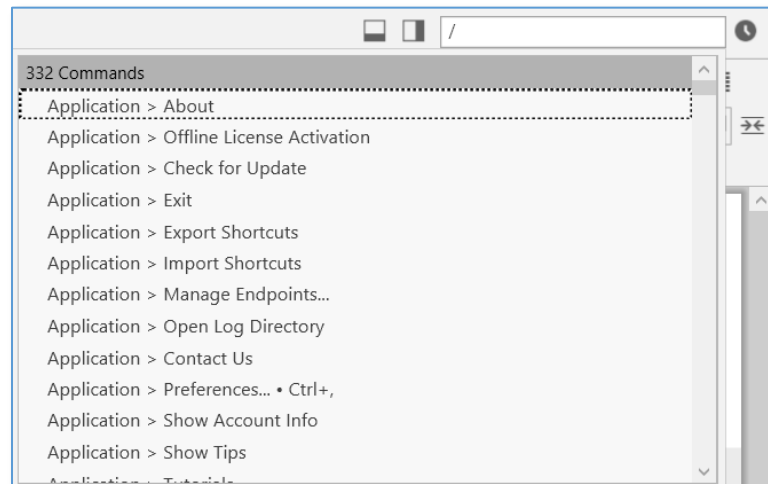 /
332 Commands
Application > About
Application > Offline License Activation
Application > Check for Update
Application > Exit
Application > Export Shortcuts
Application > Import Shortcuts
Application > Manage Endpoints...
Application > Open Log Directory
Application > Contact Us
Application > Preferences... • Ctrl+,
Application > Show Account Info
Application > Show Tips
Application > Tutorials